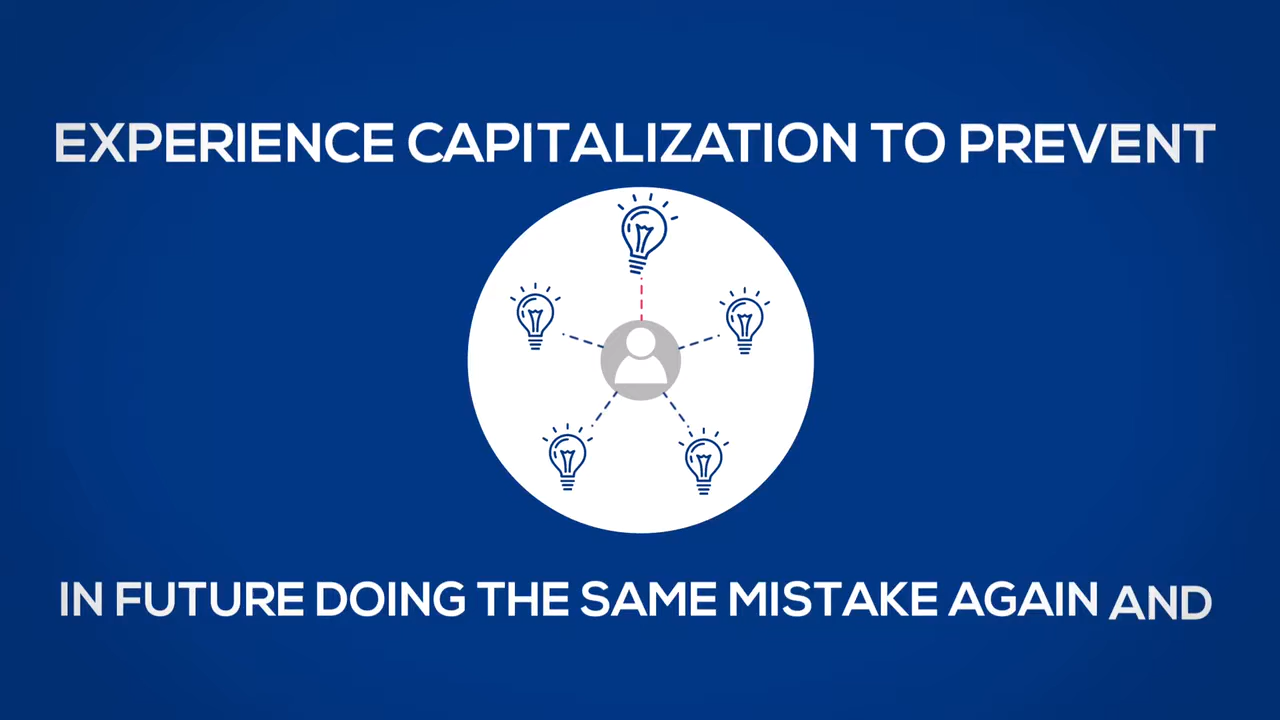 EXPERIENCE CAPITALIZATION TO PREVENT
IN FUTURE DOING THE SAME MISTAKE AGAIN AND